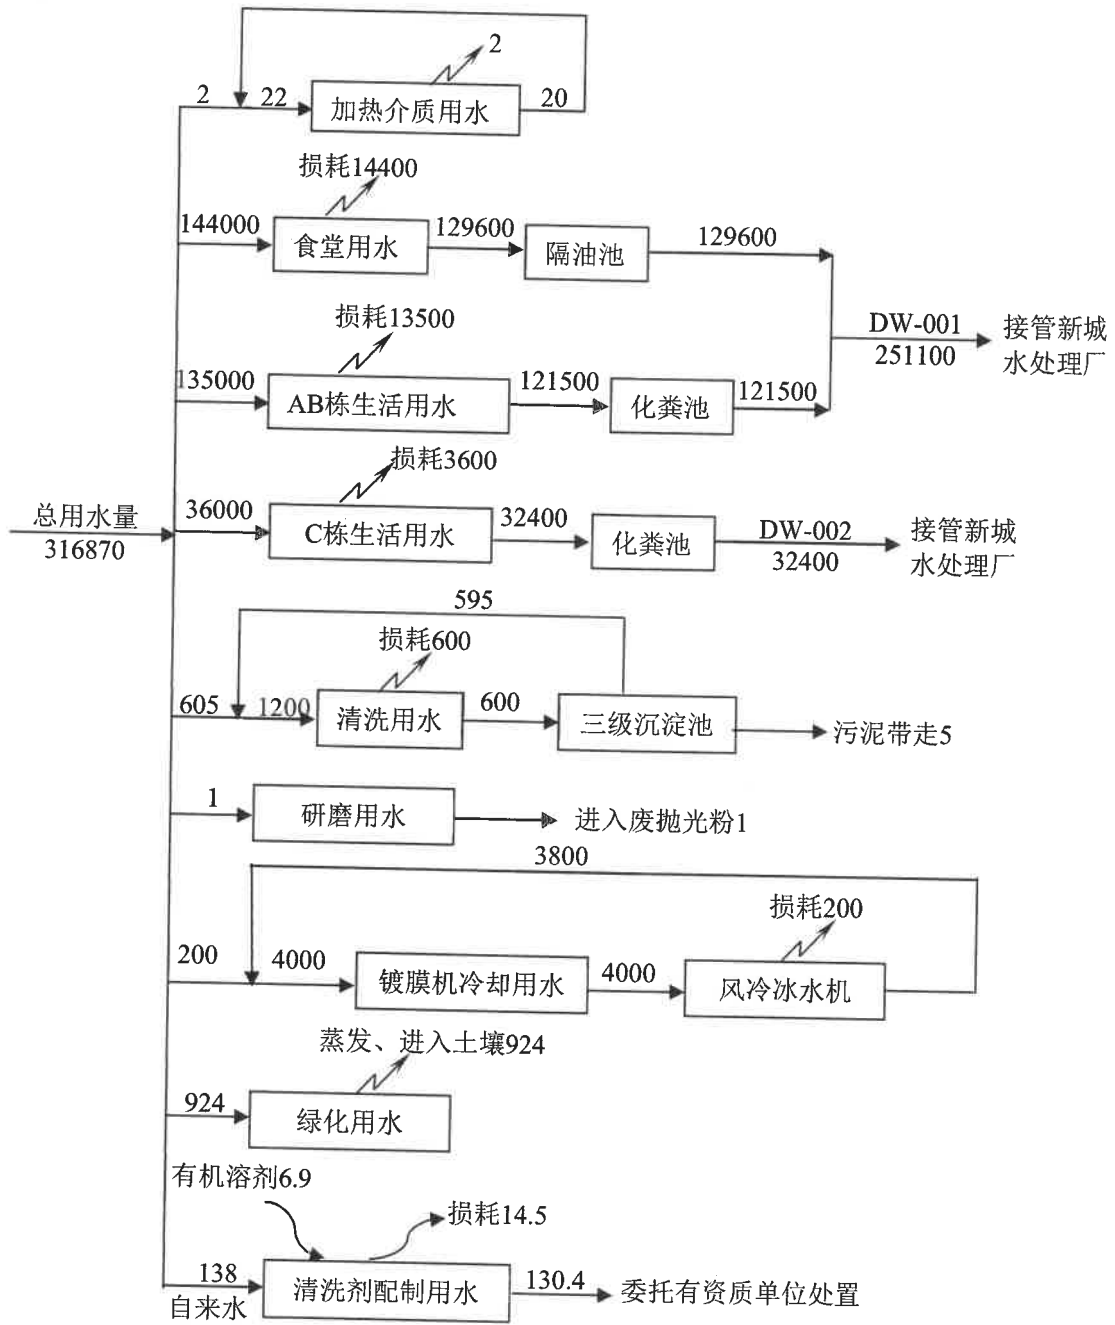 2
22
2
加热介质用水
20
损耗14400
144000
食堂用水
129600
隔油池
129600
损耗13500
135000
AB栋生活用水
121500
化粪池
121500
DW-001
251100
接管新城
水处理厂
损耗3600
总用水量
316870
36000
C栋生活用水
32400
化粪池
DW-002
32400
接管新城
水处理厂
595
损耗600
605
1200
清洗用水
600
三级沉淀池
污泥带走5
1
研磨用水
进入废抛光粉1
3800
损耗200
200
4000
镀膜机冷却用水
4000
风冷冰水机
蒸发、进入土壤924
924
绿化用水
有机溶剂6.9
损耗14.5
138
自来水
清洗剂配制用水
130.4
委托有资质单位处置